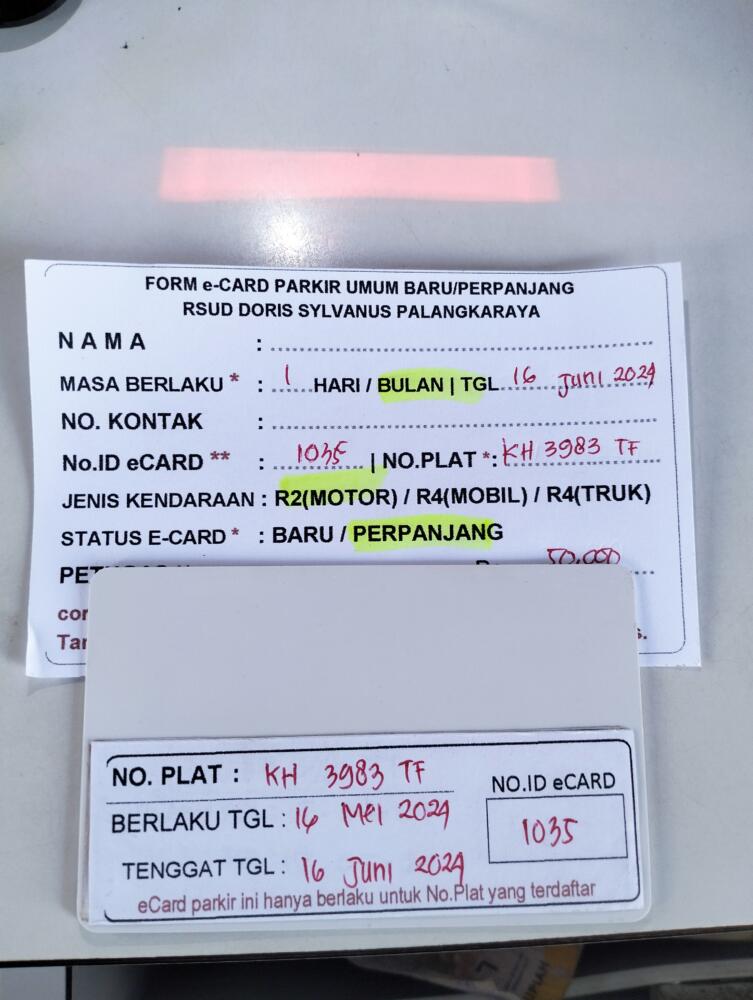 FORM e-CARD PARKIR UMUM BARU/PERPANJANG
RSUD DORIS SYLVANUS PALANGKARAYA
NAMA :
MASA BERLAKU * : 1 HARI / BULAN | TGL 16 Juni 2024
NO. KONTAK :
No.ID eCARD ** : 1035 | NO.PLAT *: KH 3983 TF
JENIS KENDARAAN : R2(MOTOR) / R4(MOBIL) / R4(TRUK)
STATUS E-CARD * : BARU / PERPANJANG
50.000
NO. PLAT : KH 3983 TF
NO.ID eCARD
BERLAKU TGL : 16 Mei 2024
1035
TENGGAT TGL : 16 Juni 2024
eCard parkir ini hanya berlaku untuk No.Plat yang terdaftar